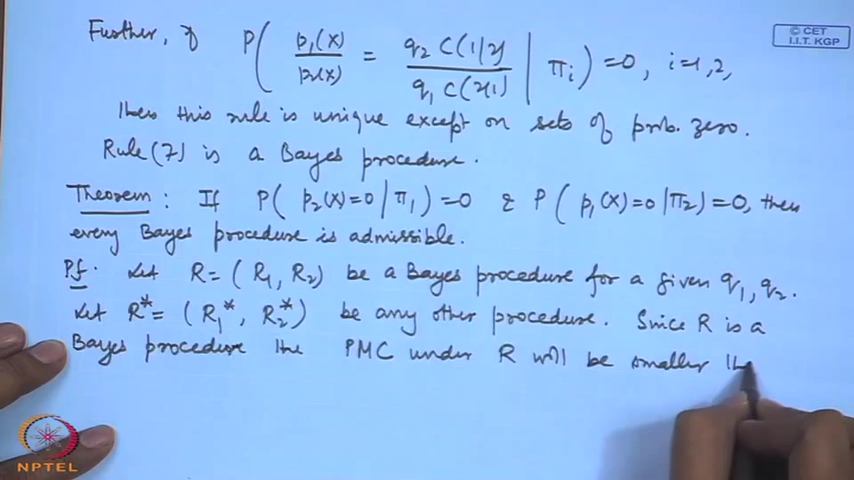 Further, if P( p₁(x)/p₂(x) = q₂ C(1|2)/q₁ C(2|1) | π_i ) = 0, i=1,2,
then this rule is unique except on sets of prob. zero.
Rule (7) is a Bayes procedure.
Theorem: If P( p₂(x)=0 | π₁ ) =0 & P( p₁(x)=0 | π₂ ) =0, then
every Bayes procedure is admissible.
Pf. Let R = (R₁, R₂) be a Bayes procedure for a given q₁, q₂.
Let R* = (R₁*, R₂*) be any other procedure. Since R is a
Bayes procedure the PMC under R will be smaller th
© CET
I.I.T. KGP
NPTEL